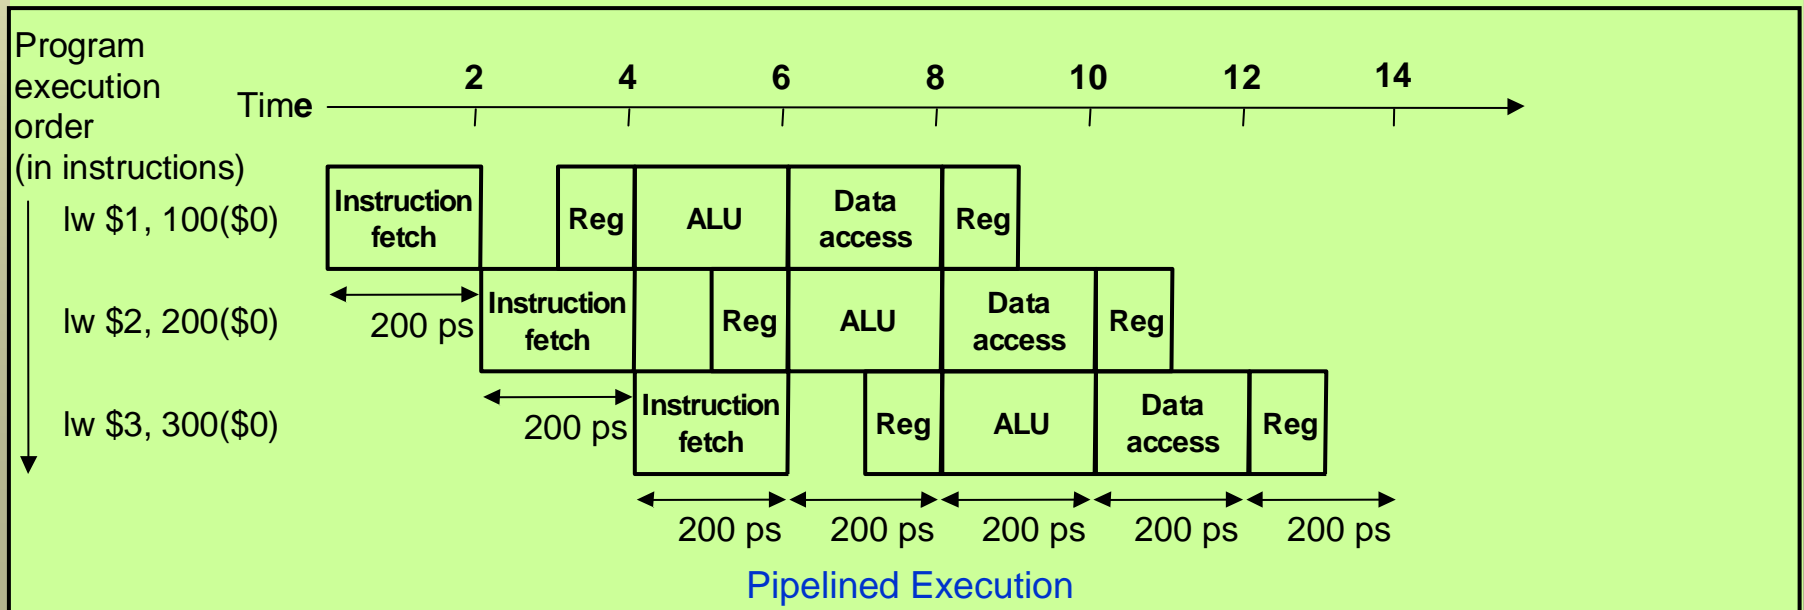 Program
execution
order
(in instructions)
Time
2 4 6 8 10 12 14
lw $1, 100($0)
Instruction
fetch
Reg
ALU
Data
access
Reg
200 ps
lw $2, 200($0)
Instruction
fetch
Reg
ALU
Data
access
Reg
200 ps
lw $3, 300($0)
Instruction
fetch
Reg
ALU
Data
access
Reg
200 ps 200 ps 200 ps 200 ps 200 ps
Pipelined Execution